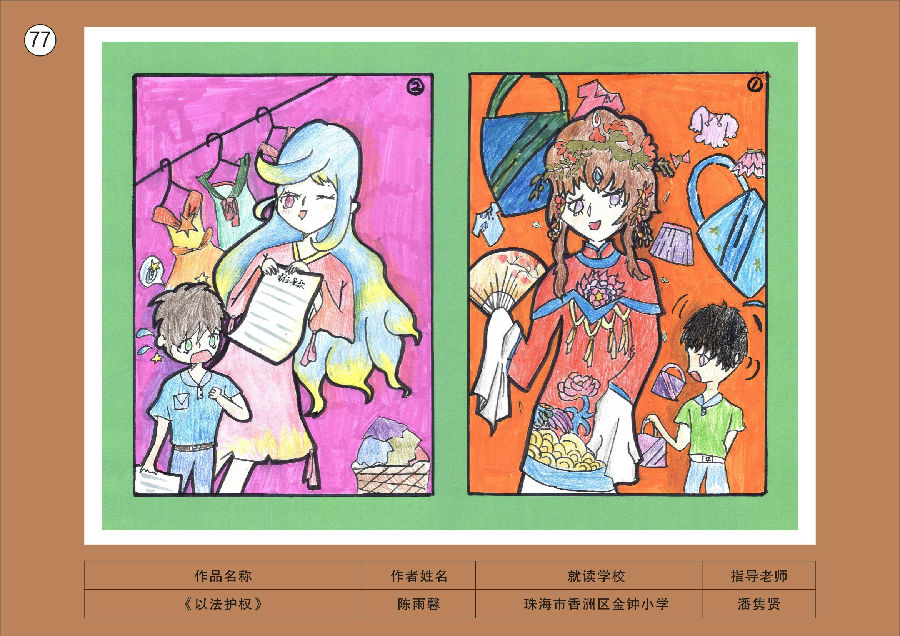 77
②
①
作品名称 作者姓名 就读学校 指导老师
《以法护权》 陈雨馨 珠海市香洲区金钟小学 潘隽贤